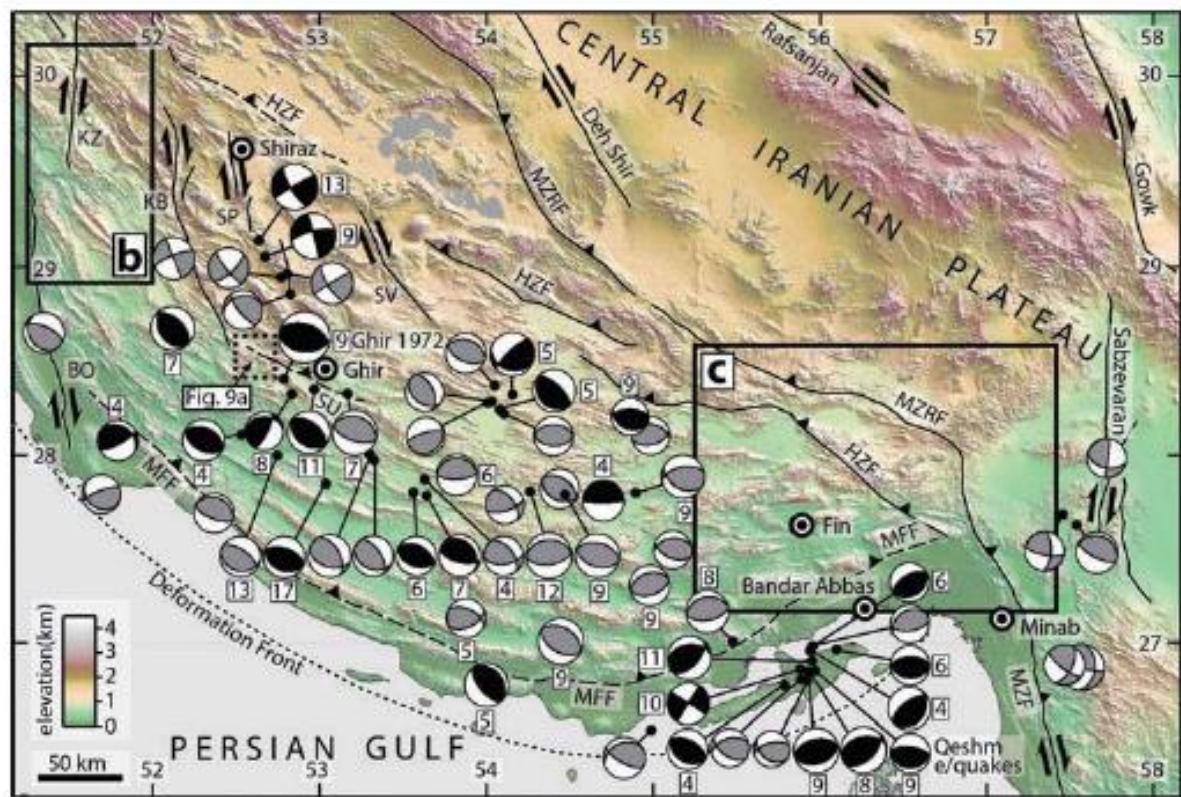 52
53
54
55
56
57
58
30
30
CENTRAL
IRANIAN
PLATEAU
Rafsanjan
Deh Shir
Gowk
HZF
KZ
Shiraz
MZRF
KB
SP
13
9
b
29
29
SV
HZF
Sabzevaran
7
9
Ghir 1972
Ghir
BO
Fig. 9a
SU
5
5
9
c
MZRF
HZF
4
4
8
11
7
28
MFF
6
4
9
Fin
MFF
13
17
6
7
4
12
9
9
8
Bandar Abbas
6
Minab
Deformation Front
5
9
5
MFF
27
11
10
6
4
MZF
elevation(km)
4
3
2
1
0
PERSIAN GULF
50 km
4
9
8
9
Qeshm
e/quakes
52
53
54
55
56
57
58